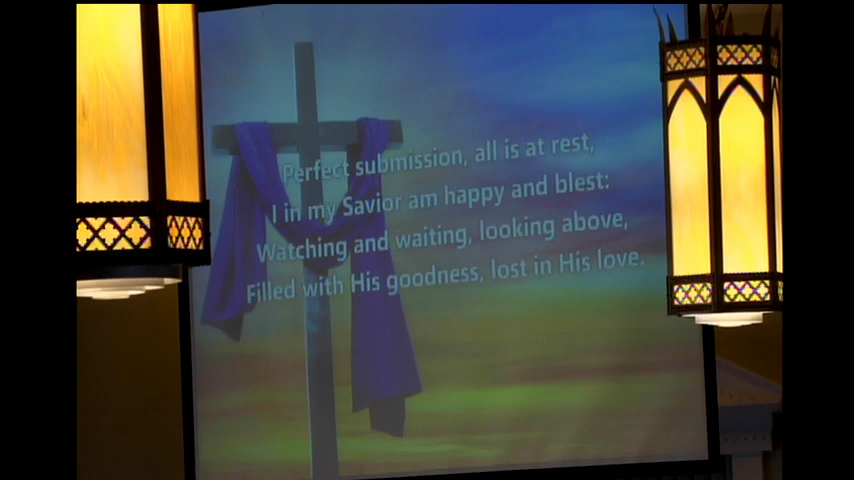 Perfect submission, all is at rest,
I in my Savior am happy and blest:
Watching and waiting, looking above,
Filled with His goodness, lost in His love.